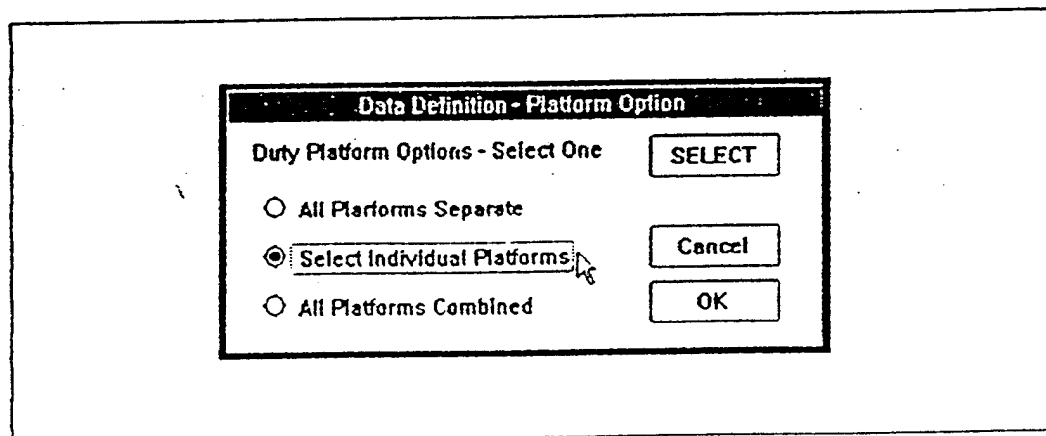 Data Definition - Platform Option
Duty Platform Options - Select One
SELECT
All Platforms Separate
Select Individual Platforms
Cancel
All Platforms Combined
OK